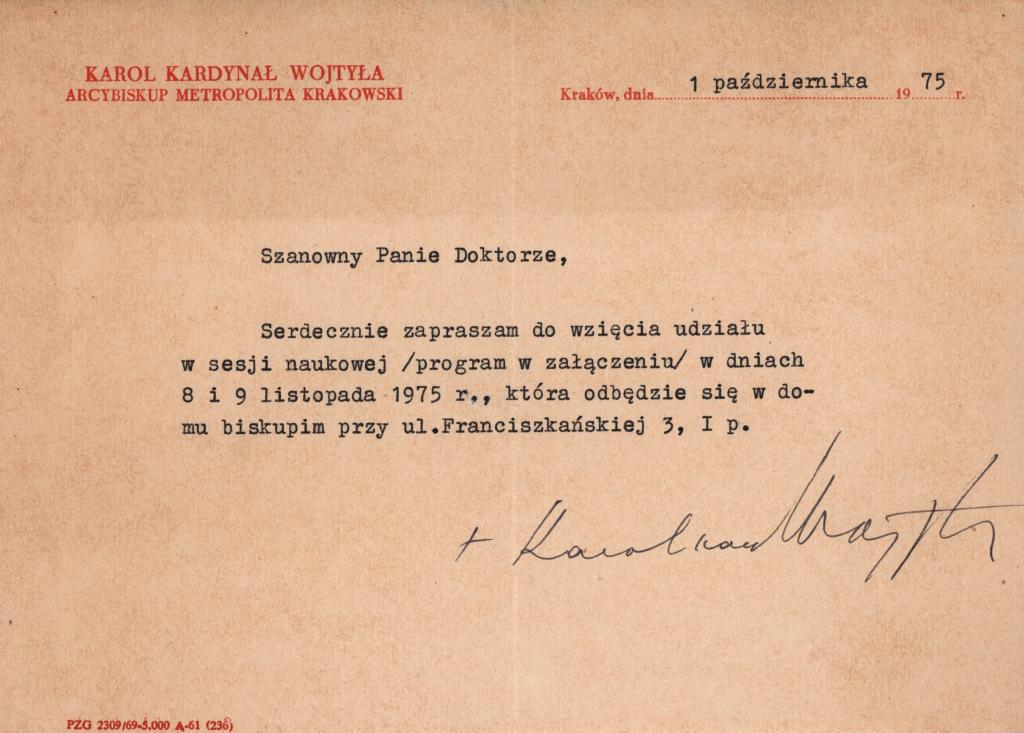 KAROL KARDYNAŁ WOJTYŁA
ARCYBISKUP METROPOLITA KRAKOWSKI
Kraków, dnia 1 października 1975 r.
Szanowny Panie Doktorze,
Serdecznie zapraszam do wzięcia udziału
w sesji naukowej /program w załączeniu/ w dniach
8 i 9 listopada 1975 r., która odbędzie się w do-
mu biskupim przy ul.Franciszkańskiej 3, I p.
+ Karol kard Wojtyła
PZG 2309/69-5,000 A-61 (236)